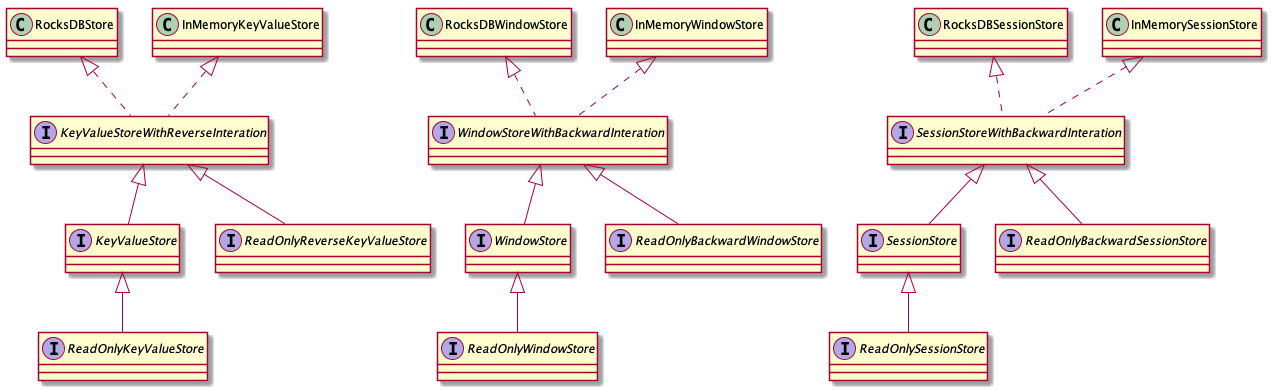 C RocksDBStore
C InMemoryKeyValueStore
C RocksDBWindowStore
C InMemoryWindowStore
C RocksDBSessionStore
C InMemorySessionStore
I KeyValueStoreWithReverseInteration
I WindowStoreWithBackwardInteration
I SessionStoreWithBackwardInteration
I KeyValueStore
I ReadOnlyReverseKeyValueStore
I WindowStore
I ReadOnlyBackwardWindowStore
I SessionStore
I ReadOnlyBackwardSessionStore
I ReadOnlyKeyValueStore
I ReadOnlyWindowStore
I ReadOnlySessionStore